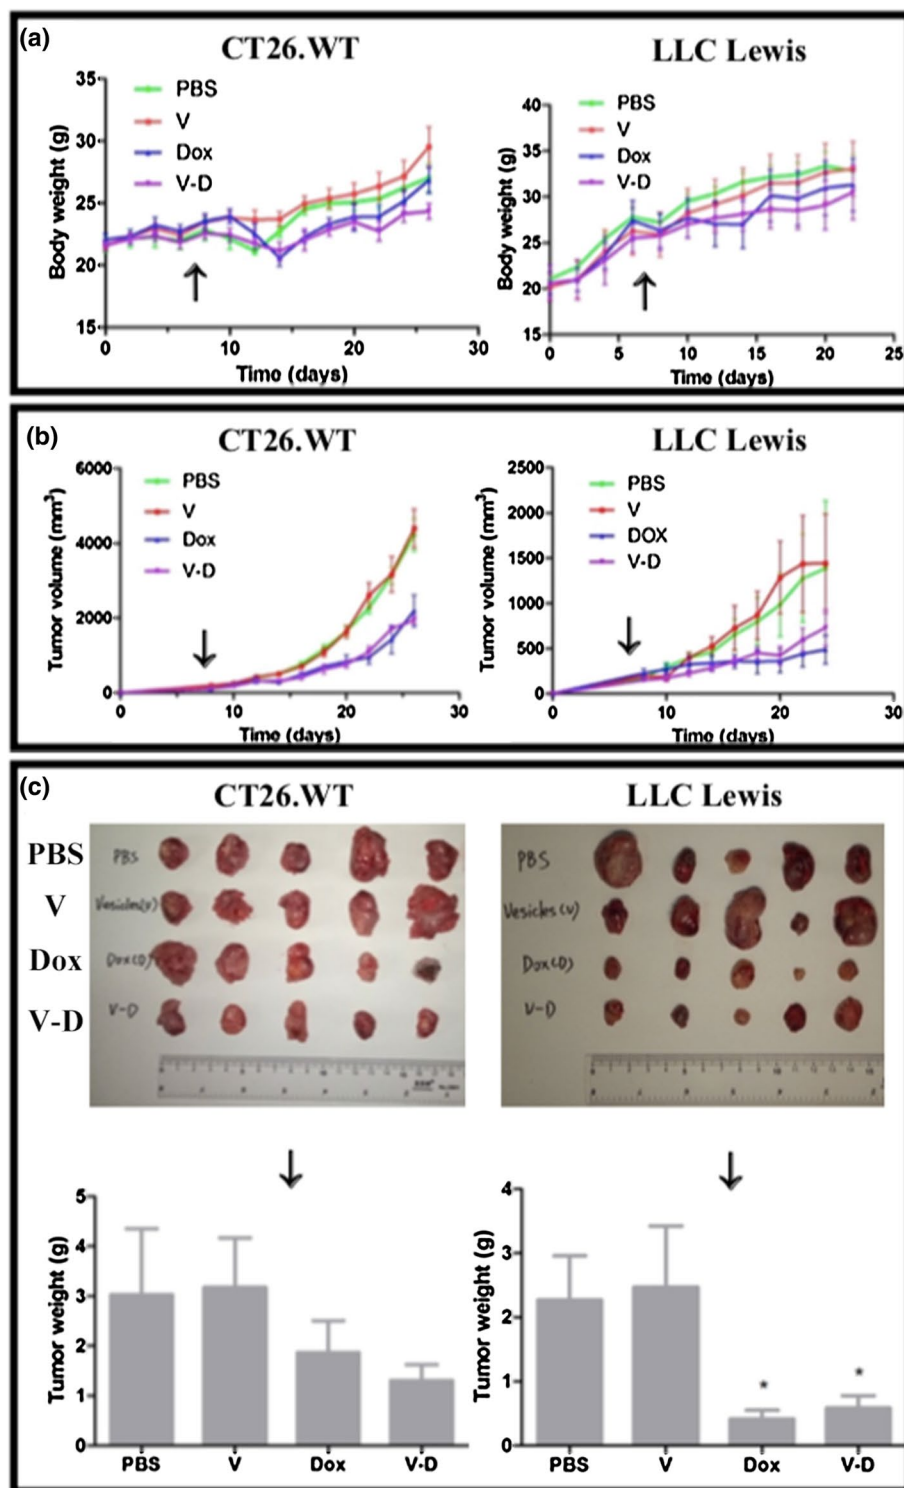 (a)
CT26.WT
LLC Lewis
PBS
V
Dox
V-D
Body weight (g)
35
30
25
20
15
0
10
20
30
Time (days)
PBS
V
Dox
V-D
Body weight (g)
40
35
30
25
20
15
0
5
10
15
20
25
Time (days)
(b)
CT26.WT
LLC Lewis
PBS
V
Dox
V-D
Tumor volume (mm³)
6000
4000
2000
0
0
10
20
30
Time (days)
PBS
V
DOX
V-D
Tumor volume (mm³)
2500
2000
1500
1000
500
0
0
10
20
30
Time (days)
(c)
CT26.WT
LLC Lewis
PBS
V
Dox
V-D
PBS
Vesicles(V)
Dox(D)
V-D
PBS
Vesicles(V)
Dox(D)
V-D
Tumor weight (g)
5
4
3
2
1
0
PBS
V
Dox
V-D
Tumor weight (g)
4
3
2
1
0
*
*
PBS
V
Dox
V-D